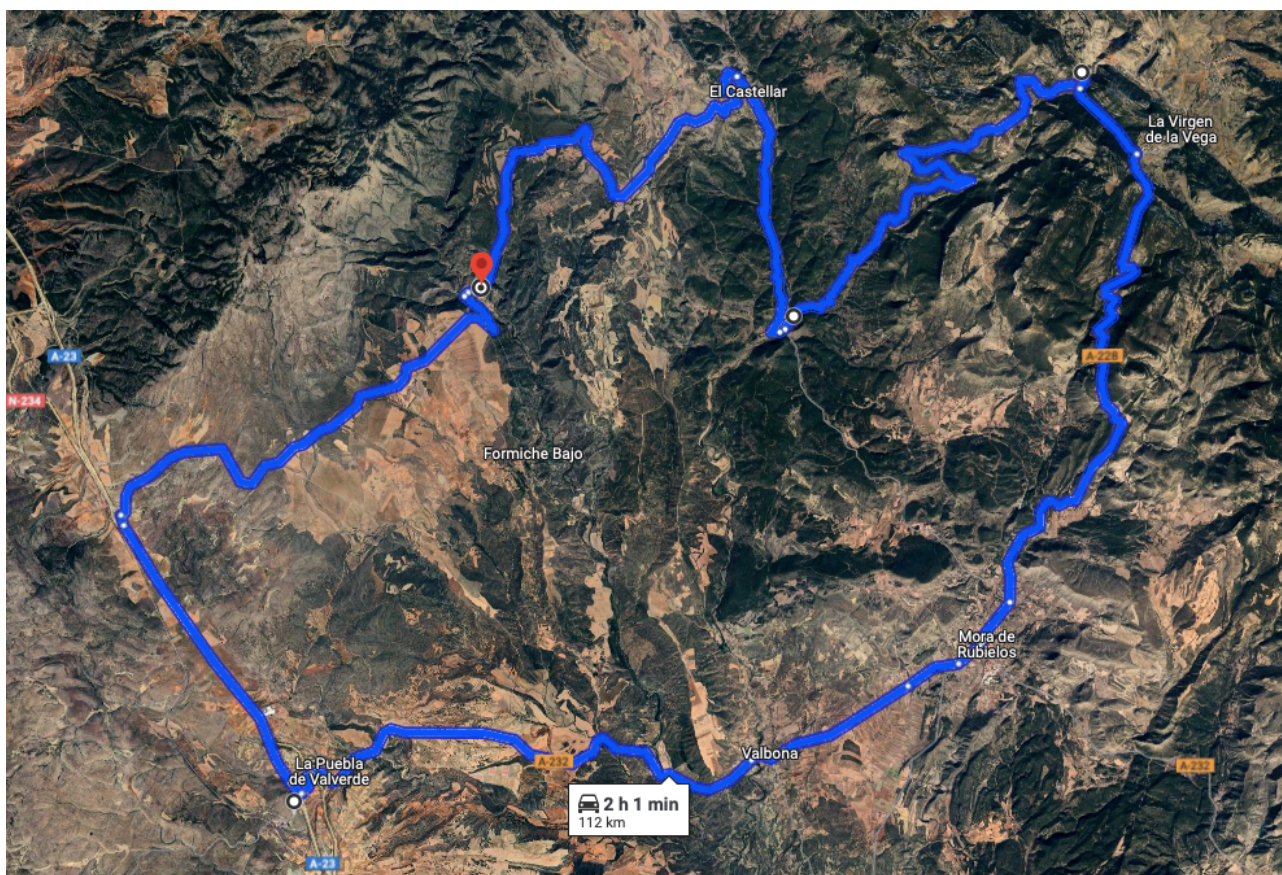 El Castellar
La Virgen
de la Vega
A-23
N-234
A-228
Formiche Bajo
Mora de
Rubielos
Valbona
A-232
A-232
La Puebla
de Valverde
2 h 1 min
112 km
A-23